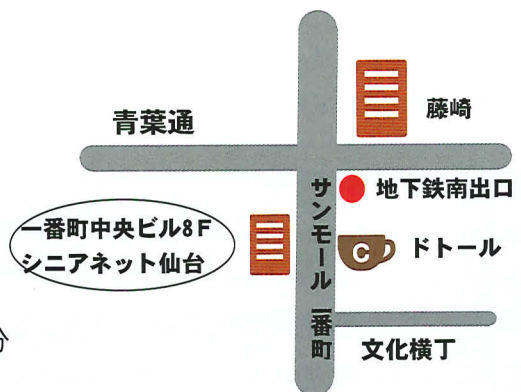 藤崎
青葉通
地下鉄南出口
一番町中央ビル8F
シニアネット仙台
C
ドトール
サンモール一番町
文化横丁
分